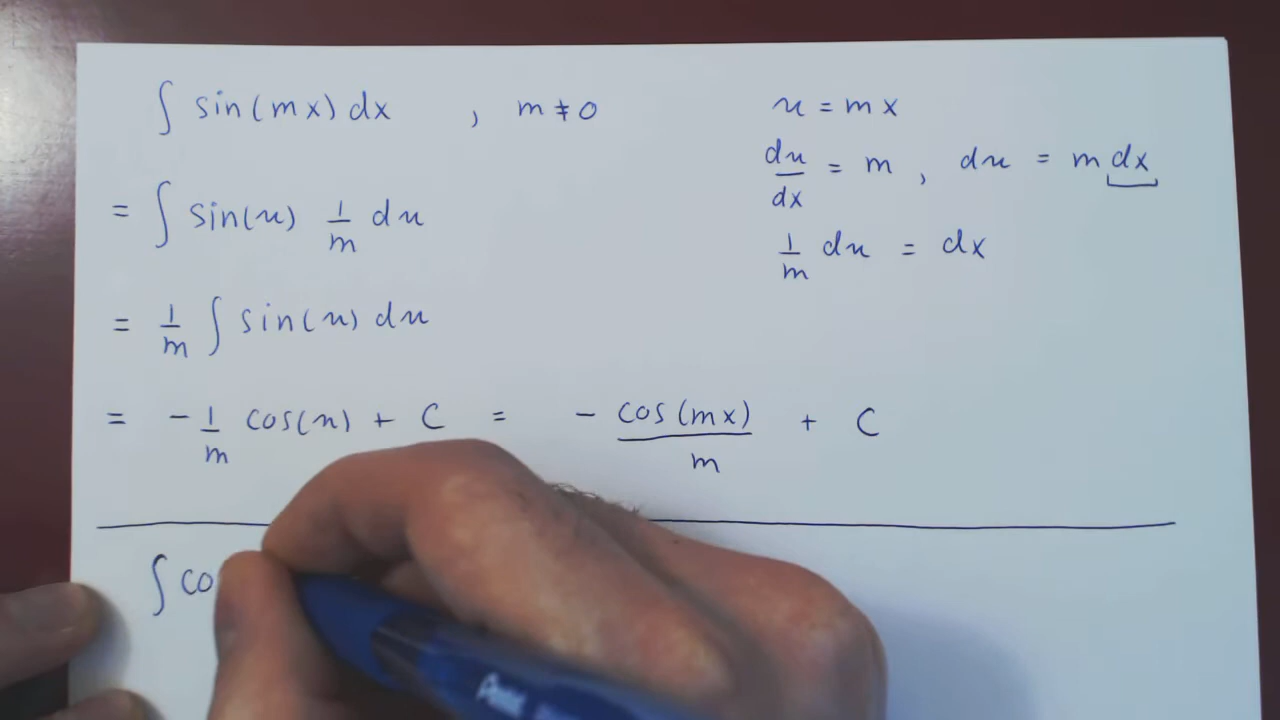 ∫ sin(mx) dx , m ≠ 0
= ∫ sin(u) 1/m du
= 1/m ∫ sin(u) du
= - 1/m cos(u) + C = - cos(mx)/m + C
u = mx
du/dx = m , du = m dx
1/m du = dx
∫ co
Pentel